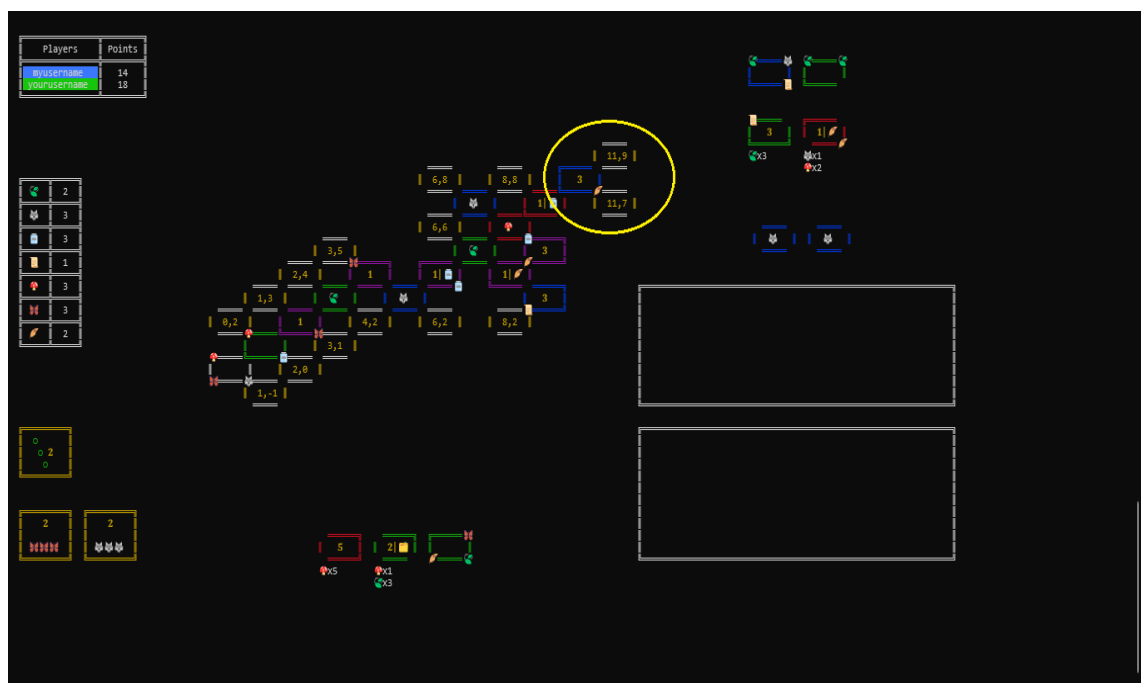 Players Points
myusername 14
yourusername 18
3 1|
x3 x1
x2
11,9
6,8 8,8 3
2
3 1| 11,7
3
6,6
3
3,5 3
1
2,4 1 1| 1|
3
1,3 3
3
0,2 1 4,2 6,2 8,2
2
3,1
2,0
1,-1
2
2 2
5 2|
x5 x1
x3